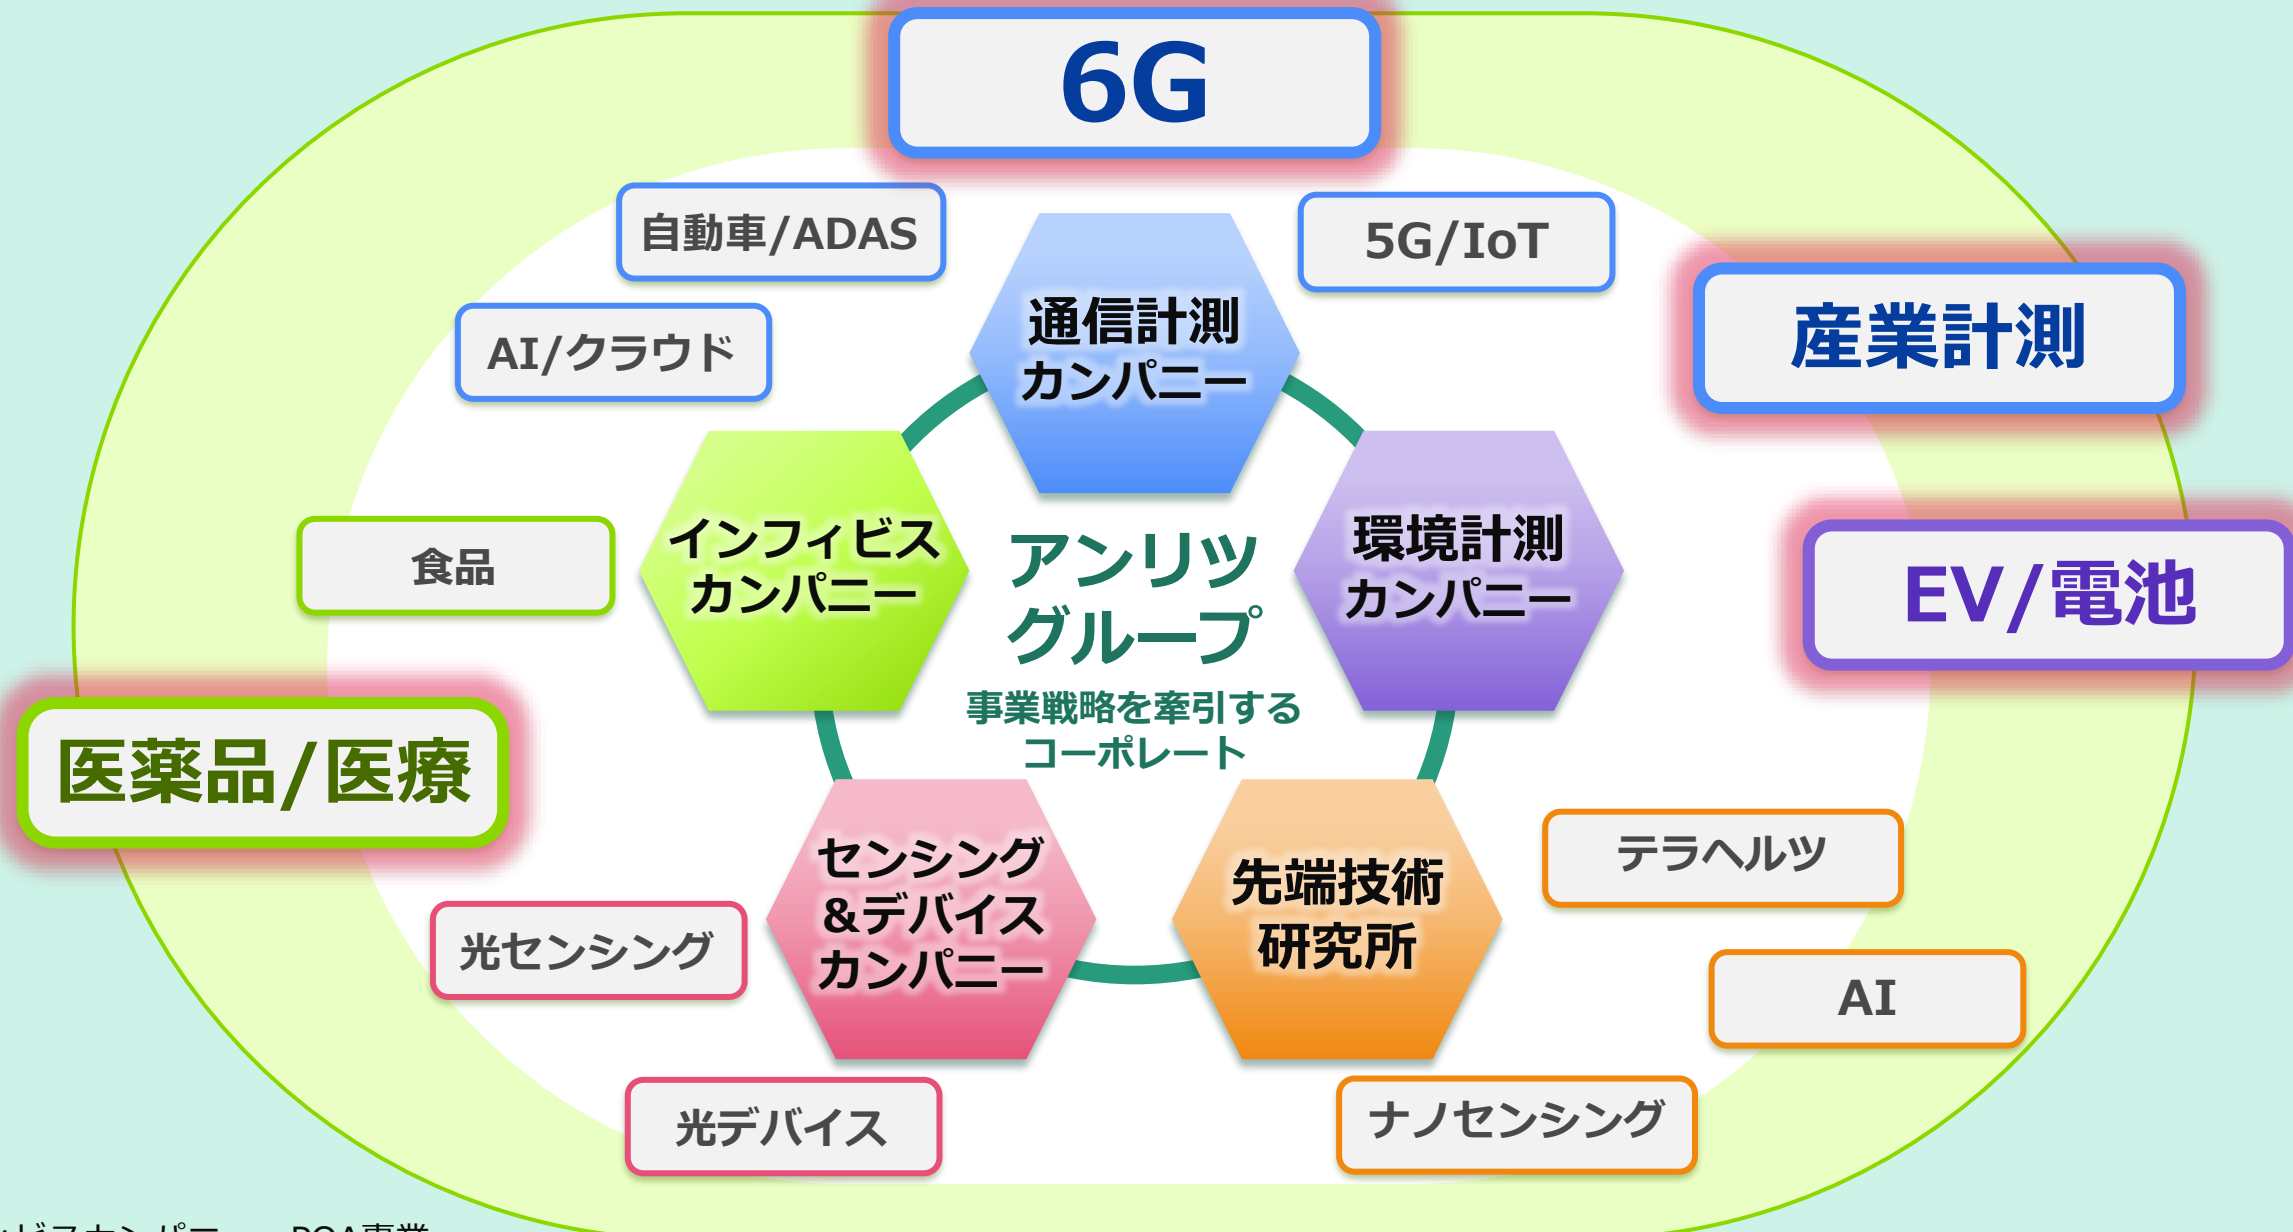 6G
自動車/ADAS
5G/IoT
AI/クラウド
産業計測
通信計測
カンパニー
インフィビス
カンパニー
環境計測
カンパニー
食品
アンリツ
グループ
事業戦略を牽引する
コーポレート
EV/電池
医薬品/医療
センシング
&デバイス
カンパニー
先端技術
研究所
テラヘルツ
光センシング
AI
光デバイス
ナノセンシング